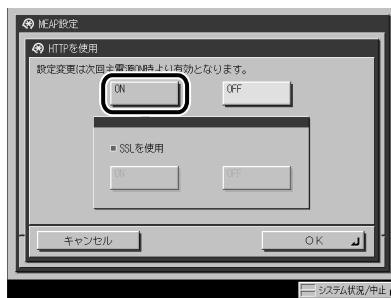 MEAP設定
HTTPを使用
設定変更は次回主電源ON時より有効となります。
ON OFF
■ SSLを使用
ON OFF
キャンセル OK
システム状況/中止